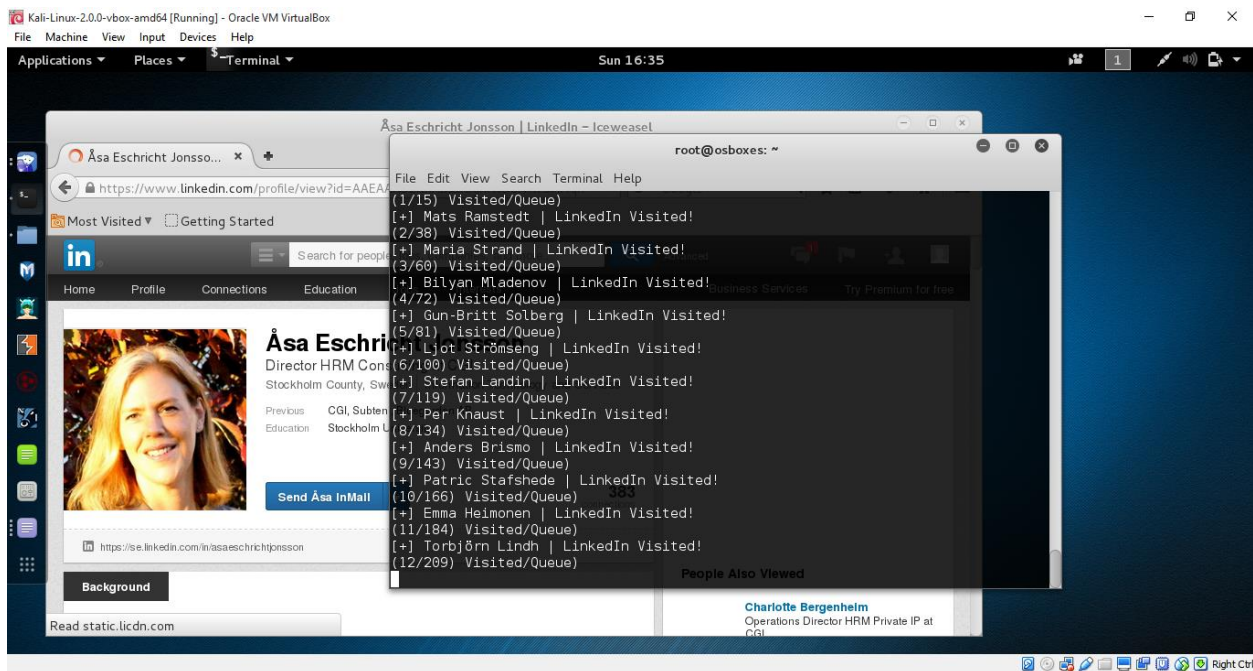 Kali-Linux-2.0.0-vbox-amd64 [Running] - Oracle VM VirtualBox
File Machine View Input Devices Help
Applications Places Terminal Sun 16:35 1
Åsa Eschricht Jonsson | LinkedIn - Iceweasel
Åsa Eschricht Jonsso...
https://www.linkedin.com/profile/view?id=AAEAA
Most Visited Getting Started
in Search for people
Advanced
Home Profile Connections Education
Business Services Try Premium for free
Åsa Eschricht Jonsson
Director HRM Cons
Stockholm County, Swe
Previous CGI, Subten
Education Stockholm U
Send Åsa InMail
383
https://se.linkedin.com/in/asaeschrichtjonsson
Background
People Also Viewed
Charlotte Bergenheim
Operations Director HRM Private IP at
CGI
Read static.licdn.com
root@osboxes: ~
File Edit View Search Terminal Help
(1/15) Visited/Queue)
[+] Mats Ramstedt | LinkedIn Visited!
(2/38) Visited/Queue)
[+] Maria Strand | LinkedIn Visited!
(3/60) Visited/Queue)
[+] Bilyan Mladenov | LinkedIn Visited!
(4/72) Visited/Queue)
[+] Gun-Britt Solberg | LinkedIn Visited!
(5/81) Visited/Queue)
[+] Ljot Strömseng | LinkedIn Visited!
(6/100) Visited/Queue)
[+] Stefan Landin | LinkedIn Visited!
(7/119) Visited/Queue)
[+] Per Knaust | LinkedIn Visited!
(8/134) Visited/Queue)
[+] Anders Brismo | LinkedIn Visited!
(9/143) Visited/Queue)
[+] Patric Stafshede | LinkedIn Visited!
(10/166) Visited/Queue)
[+] Emma Heimonen | LinkedIn Visited!
(11/184) Visited/Queue)
[+] Torbjörn Lindh | LinkedIn Visited!
(12/209) Visited/Queue)
Right Ctrl